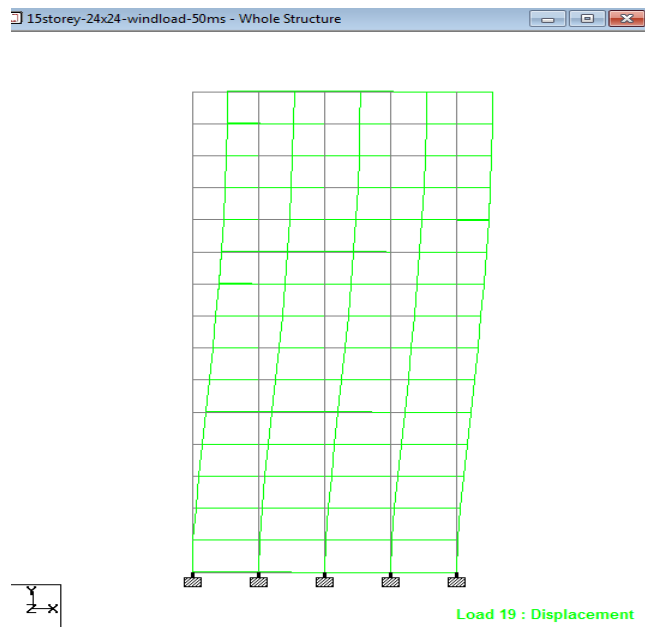 15storey-24x24-windload-50ms - Whole Structure
Y
Z X
Load 19 : Displacement